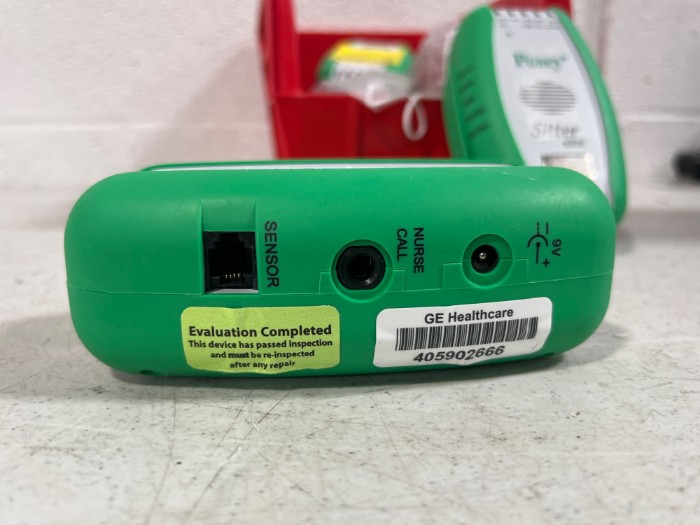 Posey®
Sitter
SENSOR
NURSE
CALL
9V
- +
Evaluation Completed
This device has passed inspection
and must be re-inspected
after any repair
GE Healthcare
405902666